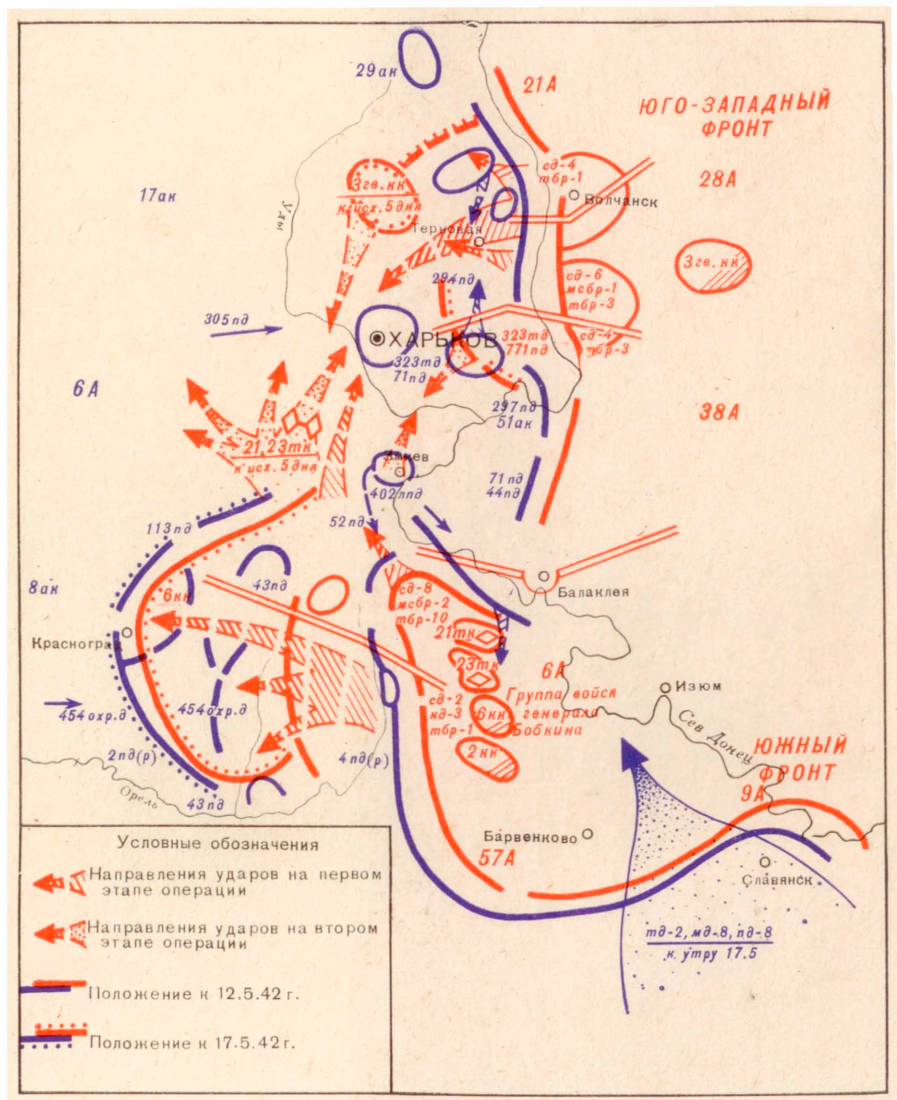 29 ак
21А
ЮГО-ЗАПАДНЫЙ
ФРОНТ
сд-4
тбр-1
28А
17ак
3гв. кк
к исх. 5 дня
Волчанск
Уды
Терновая
3гв. кк
294пд
сд-6
мсбр-1
тбр-3
305пд
ХАРЬКОВ
323тд
771пд
сд-4
тбр-3
323тд
71пд
6А
297пд
51ак
38А
21, 23тк
к исх. 5 дня
Змиев
402лпд
71пд
44пд
113пд
52пд
8ак
43пд
6кк
сд-8
мсбр-2
тбр-10
Балаклея
Красноград
21тк
23тк
6А
Группа войск
генерала
Бобкина
Изюм
454охр.д
454охр.д
сд-2
кд-3
тбр-1
6кк
Сев Донец
2пд(р)
4пд(р)
2кк
ЮЖНЫЙ
ФРОНТ
9А
Орель
43пд
Барвенково
57А
Славянск
тд-2, мд-8, пд-8
к утру 17.5
Условные обозначения
Направления ударов на первом
этапе операции
Направления ударов на втором
этапе операции
Положение к 12.5.42 г.
Положение к 17.5.42 г.